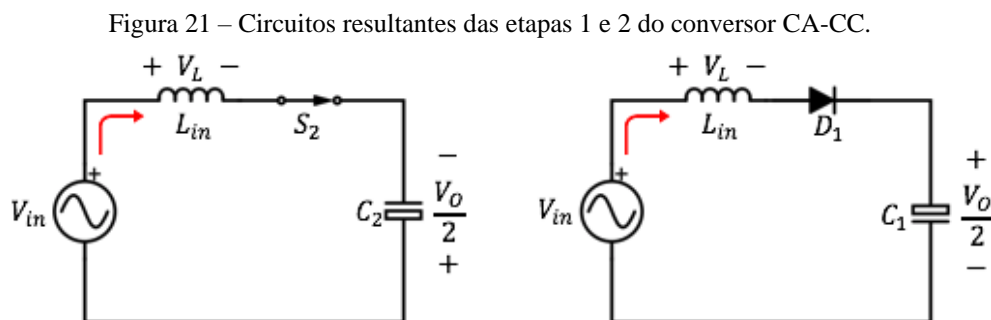 Figura 21 – Circuitos resultantes das etapas 1 e 2 do conversor CA-CC.
+ V_L −
L_in
S_2
V_in
+
C_2
−
V_O
2
+
+ V_L −
L_in
D_1
V_in
+
C_1
+
V_O
2
−